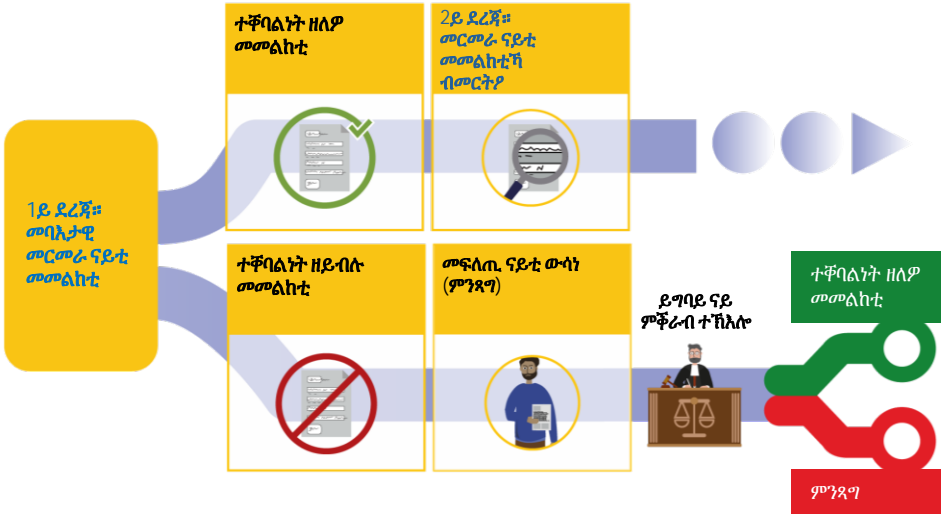 1ይ ደረጃ።
መባእታዊ
መርመራ ናይቲ
መመልከቲ
ተቐባልነት ዘለዎ
መመልከቲ
2ይ ደረጃ።
መርመራ ናይቲ
መመልከቲኻ
ብመርትዖ
ተቐባልነት ዘይብሉ
መመልከቲ
መፍለጢ ናይቲ ውሳነ
(ምንጻግ)
ይግባይ ናይ
ምቕራብ ተኽእሎ
ተቐባልነት ዘለዎ
መመልከቲ
ምንጻግ